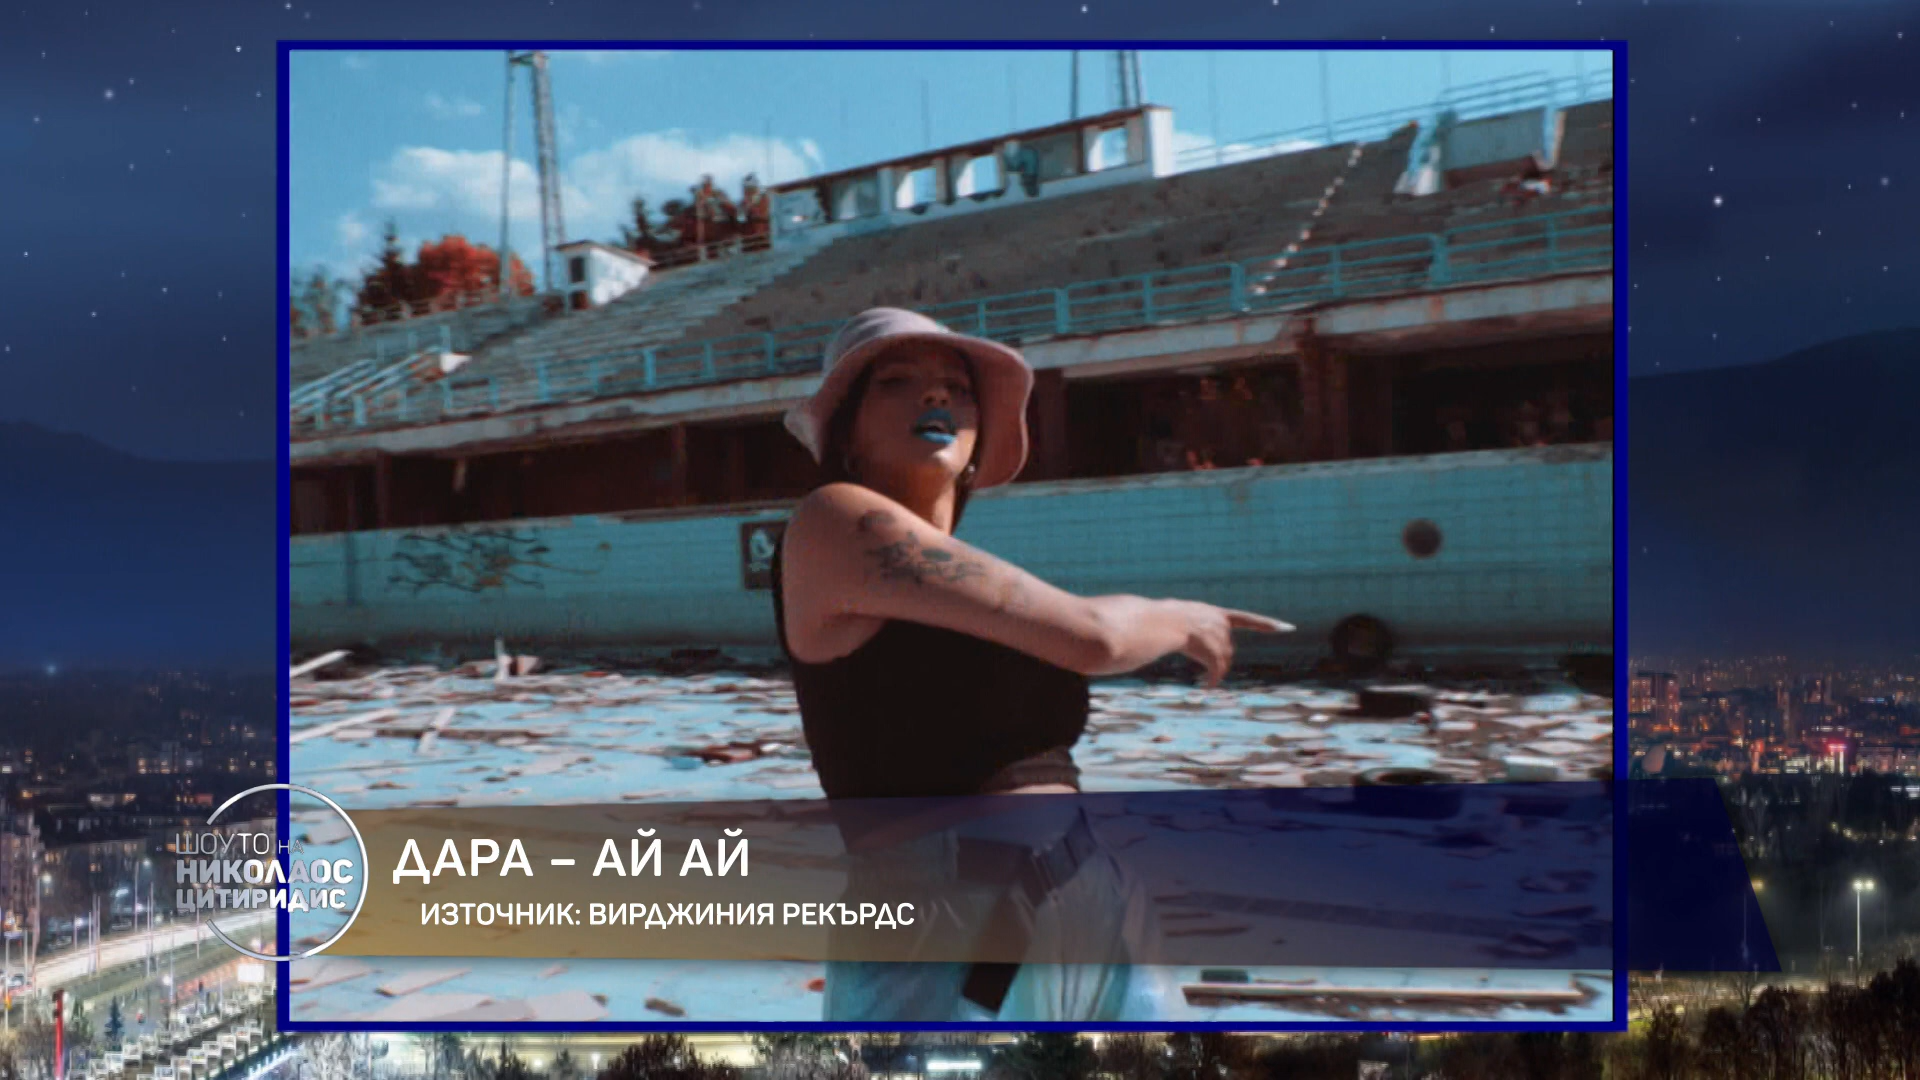 ШОУТО НА
НИКОЛАОС
ЦИТИРИДИС
ДАРА – АЙ АЙ
ИЗТОЧНИК: ВИРДЖИНИЯ РЕКЪРДС